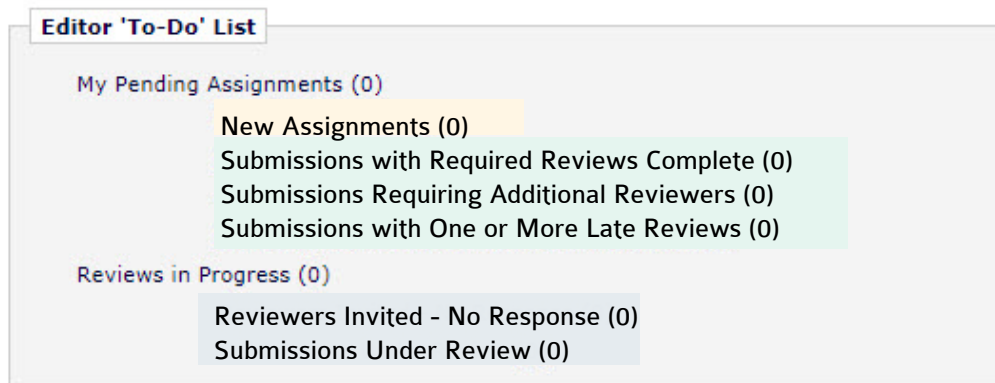 Editor 'To-Do' List
My Pending Assignments (0)
New Assignments (0)
Submissions with Required Reviews Complete (0)
Submissions Requiring Additional Reviewers (0)
Submissions with One or More Late Reviews (0)
Reviews in Progress (0)
Reviewers Invited - No Response (0)
Submissions Under Review (0)